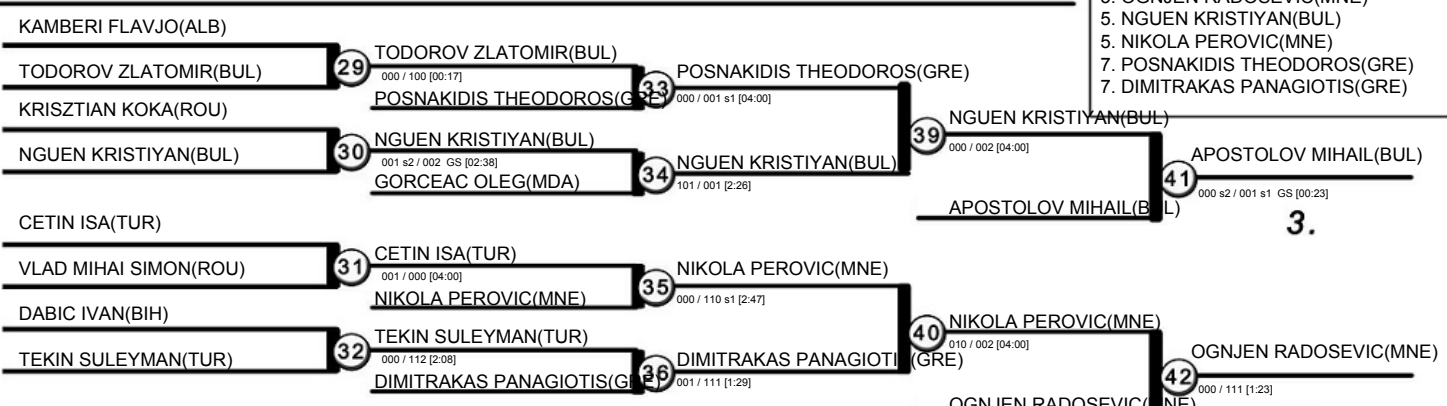 3. OGNJEN RADOSEVIC(MNE)
5. NGUEN KRISTIYAN(BUL)
5. NIKOLA PEROVIC(MNE)
7. POSNAKIDIS THEODOROS(GRE)
7. DIMITRAKAS PANAGIOTIS(GRE)
KAMBERI FLAVJO(ALB)
TODOROV ZLATOMIR(BUL)
KRISZTIAN KOKA(ROU)
NGUEN KRISTIYAN(BUL)
CETIN ISA(TUR)
VLAD MIHAI SIMON(ROU)
DABIC IVAN(BIH)
TEKIN SULEYMAN(TUR)
29
30
31
32
TODOROV ZLATOMIR(BUL)
000 / 100 [00:17]
POSNAKIDIS THEODOROS(GRE)
NGUEN KRISTIYAN(BUL)
001 s2 / 002 GS [02:38]
GORCEAC OLEG(MDA)
CETIN ISA(TUR)
001 / 000 [04:00]
NIKOLA PEROVIC(MNE)
TEKIN SULEYMAN(TUR)
000 / 112 [2:08]
DIMITRAKAS PANAGIOTIS(GRE)
33
34
35
36
POSNAKIDIS THEODOROS(GRE)
000 / 001 s1 [04:00]
NGUEN KRISTIYAN(BUL)
101 / 001 [2:26]
NIKOLA PEROVIC(MNE)
000 / 110 s1 [2:47]
DIMITRAKAS PANAGIOTIS(GRE)
001 / 111 [1:29]
39
40
NGUEN KRISTIYAN(BUL)
000 / 002 [04:00]
APOSTOLOV MIHAIL(BUL)
NIKOLA PEROVIC(MNE)
010 / 002 [04:00]
OGNJEN RADOSEVIC(MNE)
41
42
APOSTOLOV MIHAIL(BUL)
000 s2 / 001 s1 GS [00:23]
3.
OGNJEN RADOSEVIC(MNE)
000 / 111 [1:23]